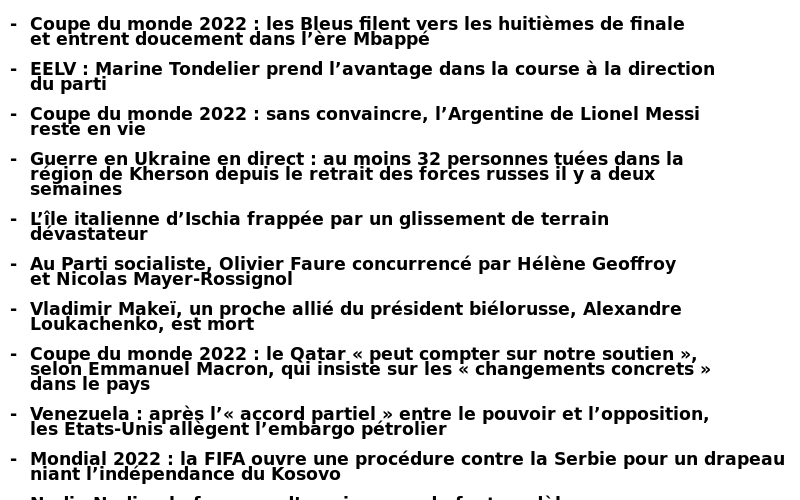 - Coupe du monde 2022 : les Bleus filent vers les huitièmes de finale
et entrent doucement dans l’ère Mbappé
- EELV : Marine Tondelier prend l’avantage dans la course à la direction
du parti
- Coupe du monde 2022 : sans convaincre, l’Argentine de Lionel Messi
reste en vie
- Guerre en Ukraine en direct : au moins 32 personnes tuées dans la
région de Kherson depuis le retrait des forces russes il y a deux
semaines
- L’île italienne d’Ischia frappée par un glissement de terrain
dévastateur
- Au Parti socialiste, Olivier Faure concurrencé par Hélène Geoffroy
et Nicolas Mayer-Rossignol
- Vladimir Makeï, un proche allié du président biélorusse, Alexandre
Loukachenko, est mort
- Coupe du monde 2022 : le Qatar « peut compter sur notre soutien »,
selon Emmanuel Macron, qui insiste sur les « changements concrets »
dans le pays
- Venezuela : après l’« accord partiel » entre le pouvoir et l’opposition,
les Etats-Unis allègent l’embargo pétrolier
- Mondial 2022 : la FIFA ouvre une procédure contre la Serbie pour un drapeau
niant l’indépendance du Kosovo